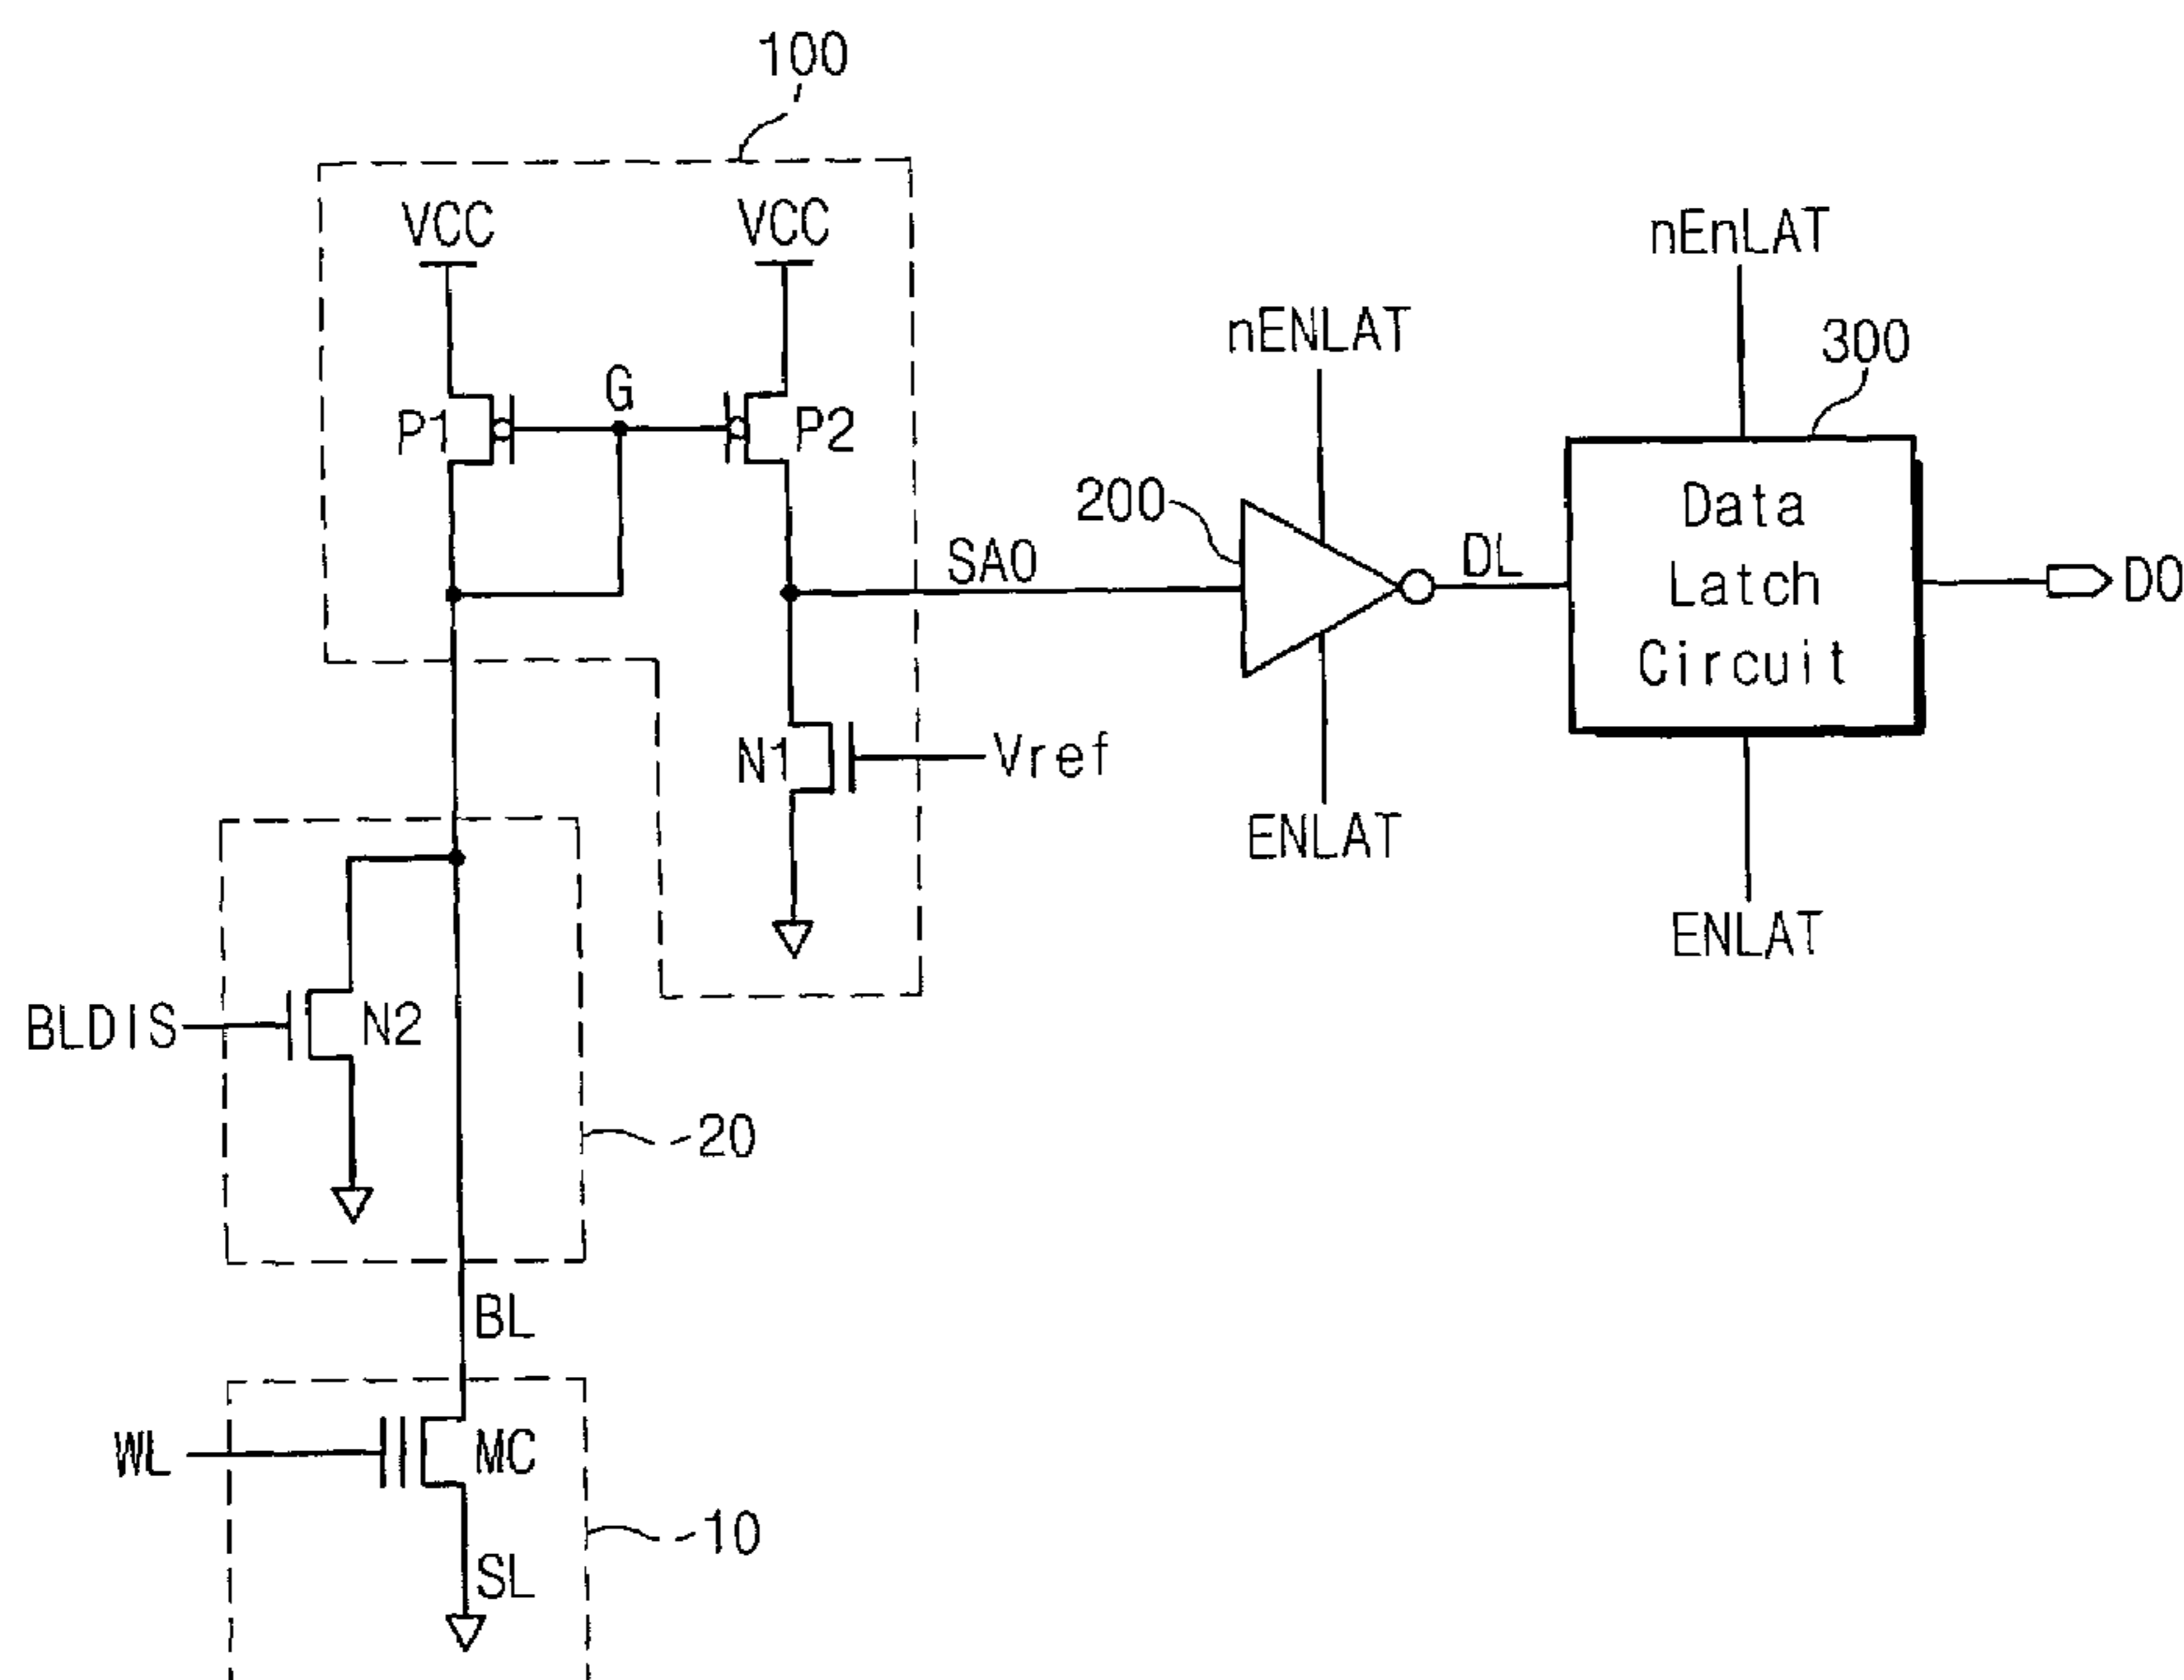 100
VCC VCC
nEnLAT
nENLAT
300
G
P1 P2
200
SAO
DL
Data
Latch
Circuit
DO
N1
Vref
ENLAT
ENLAT
BLDIS
N2
20
BL
WL
MC
10
SL